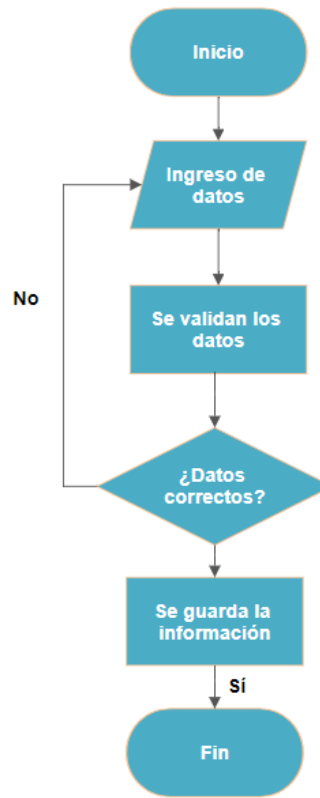 Inicio
Ingreso de
datos
No
Se validan los
datos
¿Datos
correctos?
Se guarda la
información
Sí
Fin